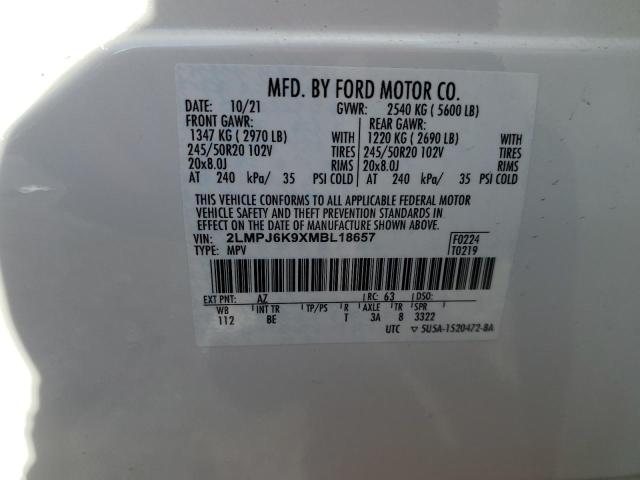 MFD. BY FORD MOTOR CO.
DATE: 10/21 GVWR: 2540 KG ( 5600 LB)
FRONT GAWR: REAR GAWR:
1347 KG ( 2970 LB) WITH 1220 KG ( 2690 LB) WITH
245/50R20 102V TIRES 245/50R20 102V TIRES
20x8.0J RIMS 20x8.0J RIMS
AT 240 kPa/ 35 PSI COLD AT 240 kPa/ 35 PSI COLD
THIS VEHICLE CONFORMS TO ALL APPLICABLE FEDERAL MOTOR
VEHICLE SAFETY AND THEFT PREVENTION STANDARDS IN
EFFECT ON THE DATE OF MANUFACTURE SHOWN ABOVE.
VIN: 2LMPJ6K9XMBL18657 F0224
TYPE: MPV T0219
EXT PNT: AZ RC: 63 DSO:
WB INT TR TP/PS R AXLE TR SPR
112 BE T 3A 8 3322
UTC ▽ 5U5A-1520472-BA